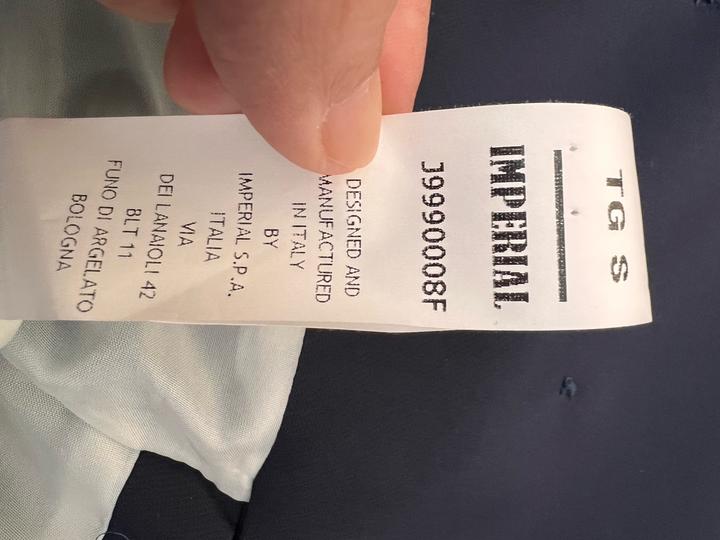 TG S
IMPERIAL
J9990008F
DESIGNED AND
MANUFACTURED
IN ITALY
BY
IMPERIAL S.P.A.
ITALIA
VIA
DEI LANAIOLI 42
BLT 11
FUNO DI ARGELATO
BOLOGNA